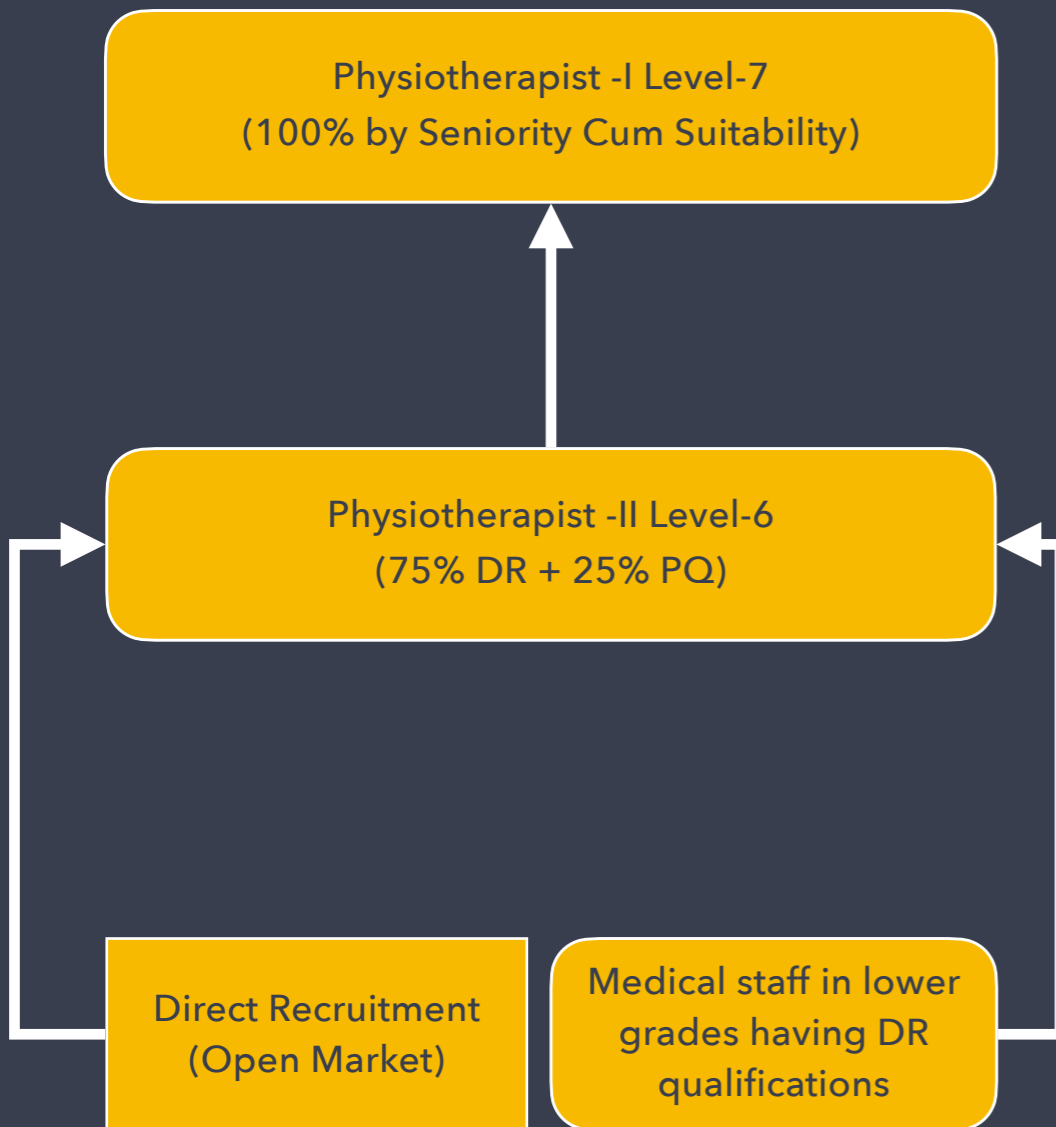 Physiotherapist -I Level-7
(100% by Seniority Cum Suitability)
Physiotherapist -II Level-6
(75% DR + 25% PQ)
Direct Recruitment
(Open Market)
Medical staff in lower
grades having DR
qualifications